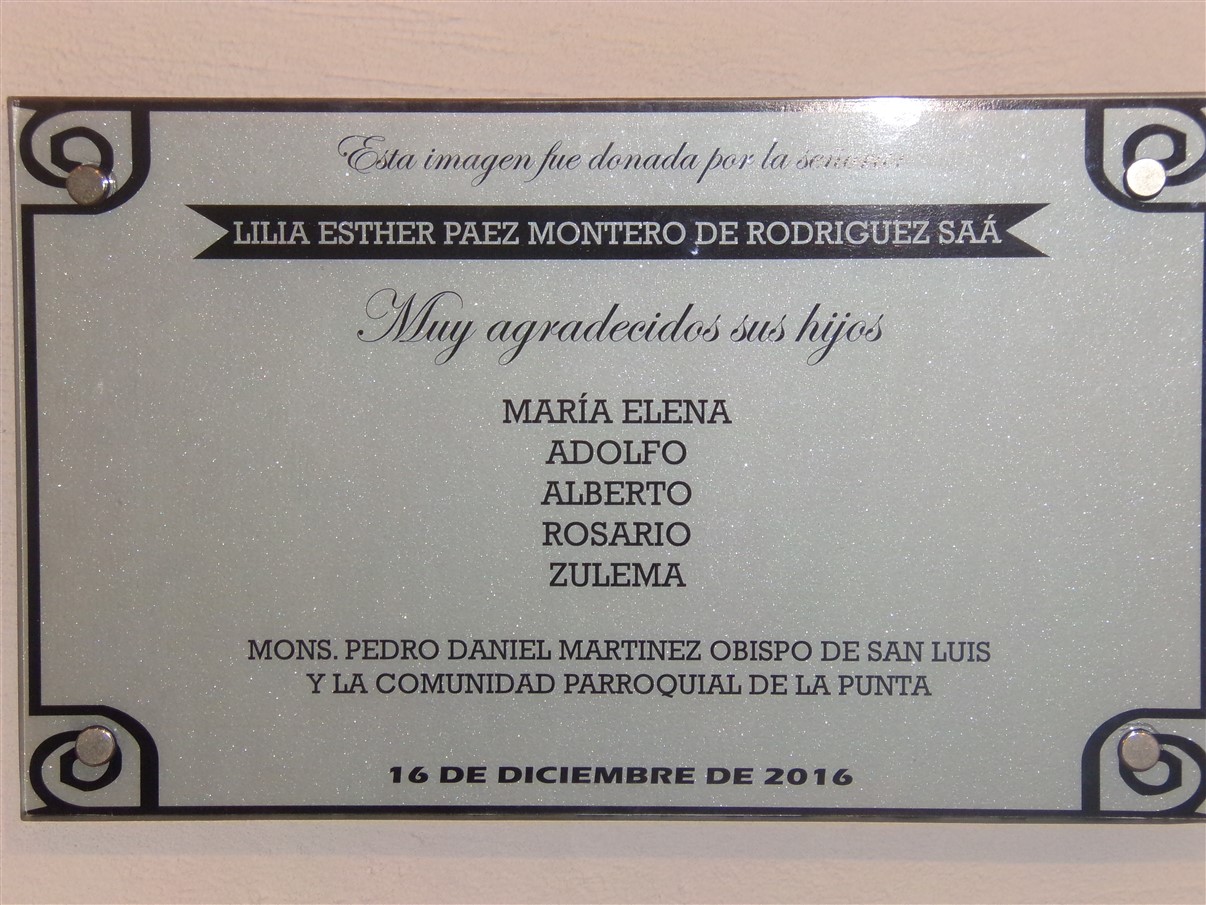 Esta imagen fue donada por la señora
LILIA ESTHER PAEZ MONTERO DE RODRIGUEZ SAÁ
Muy agradecidos sus hijos
MARÍA ELENA
ADOLFO
ALBERTO
ROSARIO
ZULEMA
MONS. PEDRO DANIEL MARTINEZ OBISPO DE SAN LUIS
Y LA COMUNIDAD PARROQUIAL DE LA PUNTA
16 DE DICIEMBRE DE 2016